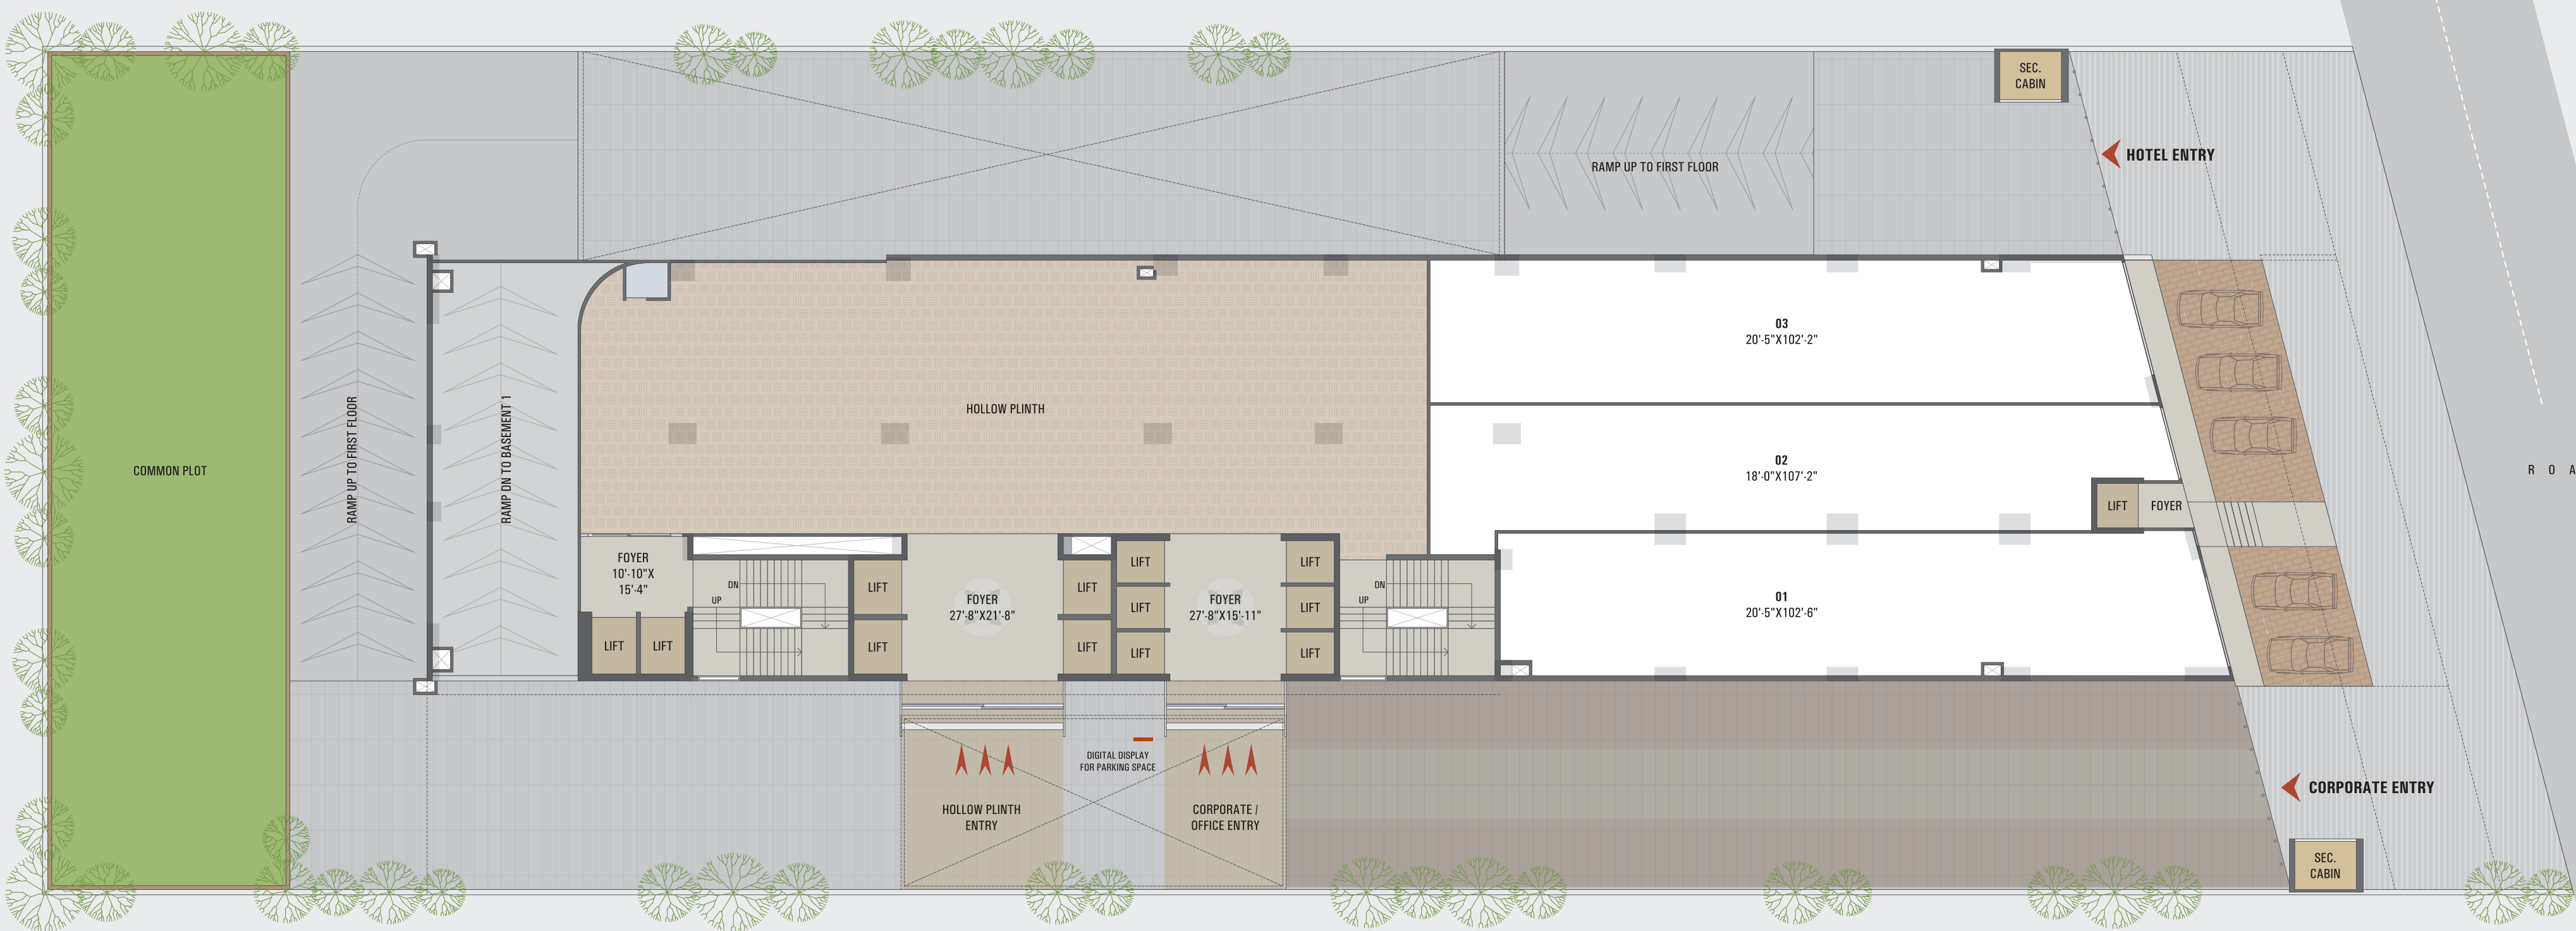 SEC.
CABIN
HOTEL ENTRY
RAMP UP TO FIRST FLOOR
03
20'-5"X102'-2"
HOLLOW PLINTH
RAMP UP TO FIRST FLOOR
RAMP DN TO BASEMENT 1
COMMON PLOT
02
18'-0"X107'-2"
R O A
LIFT
FOYER
FOYER
10'-10"X
15'-4"
LIFT
LIFT
DN
UP
LIFT
LIFT
FOYER
27'-8"X21'-8"
LIFT
LIFT
LIFT
LIFT
LIFT
FOYER
27'-8"X15'-11"
LIFT
LIFT
LIFT
DN
UP
01
20'-5"X102'-6"
DIGITAL DISPLAY
FOR PARKING SPACE
HOLLOW PLINTH
ENTRY
CORPORATE /
OFFICE ENTRY
CORPORATE ENTRY
SEC.
CABIN